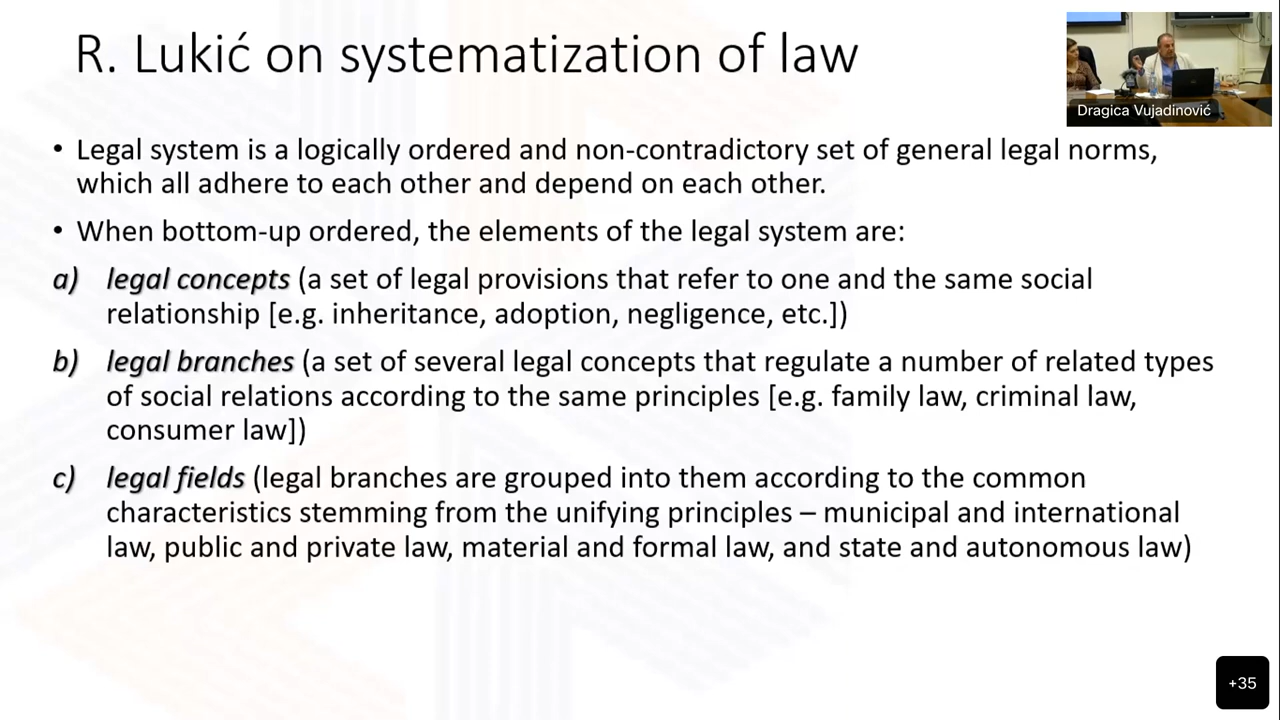 R. Lukić on systematization of law
Dragica Vujadinović
• Legal system is a logically ordered and non-contradictory set of general legal norms,
which all adhere to each other and depend on each other.
• When bottom-up ordered, the elements of the legal system are:
a) legal concepts (a set of legal provisions that refer to one and the same social
relationship [e.g. inheritance, adoption, negligence, etc.])
b) legal branches (a set of several legal concepts that regulate a number of related types
of social relations according to the same principles [e.g. family law, criminal law,
consumer law])
c) legal fields (legal branches are grouped into them according to the common
characteristics stemming from the unifying principles – municipal and international
law, public and private law, material and formal law, and state and autonomous law)
+35